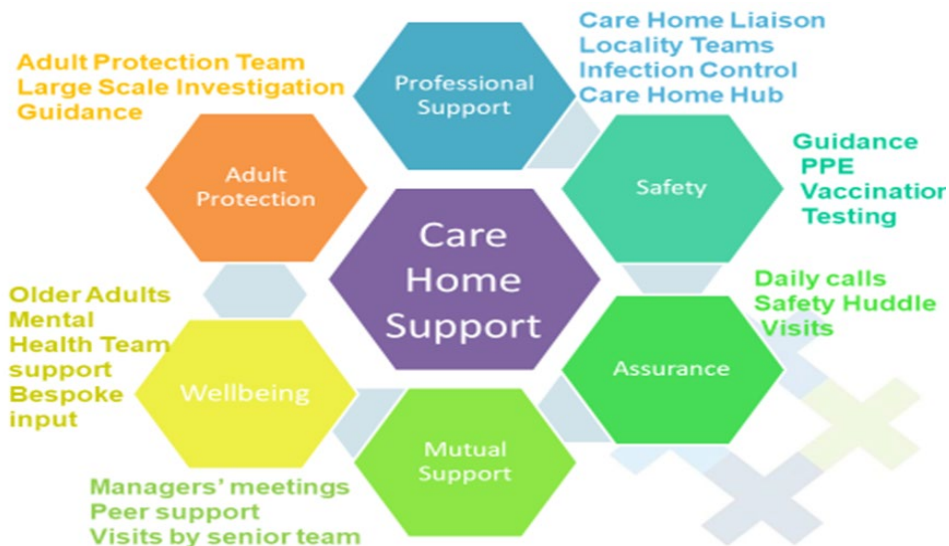 Care Home Liaison
Locality Teams
Infection Control
Care Home Hub
Professional
Support
Adult Protection Team
Large Scale Investigation
Guidance
Adult
Protection
Safety
Guidance
PPE
Vaccination
Testing
Care
Home
Support
Daily calls
Safety Huddle
Visits
Assurance
Older Adults
Mental
Health Team
support
Bespoke
input
Wellbeing
Mutual
Support
Managers’ meetings
Peer support
Visits by senior team